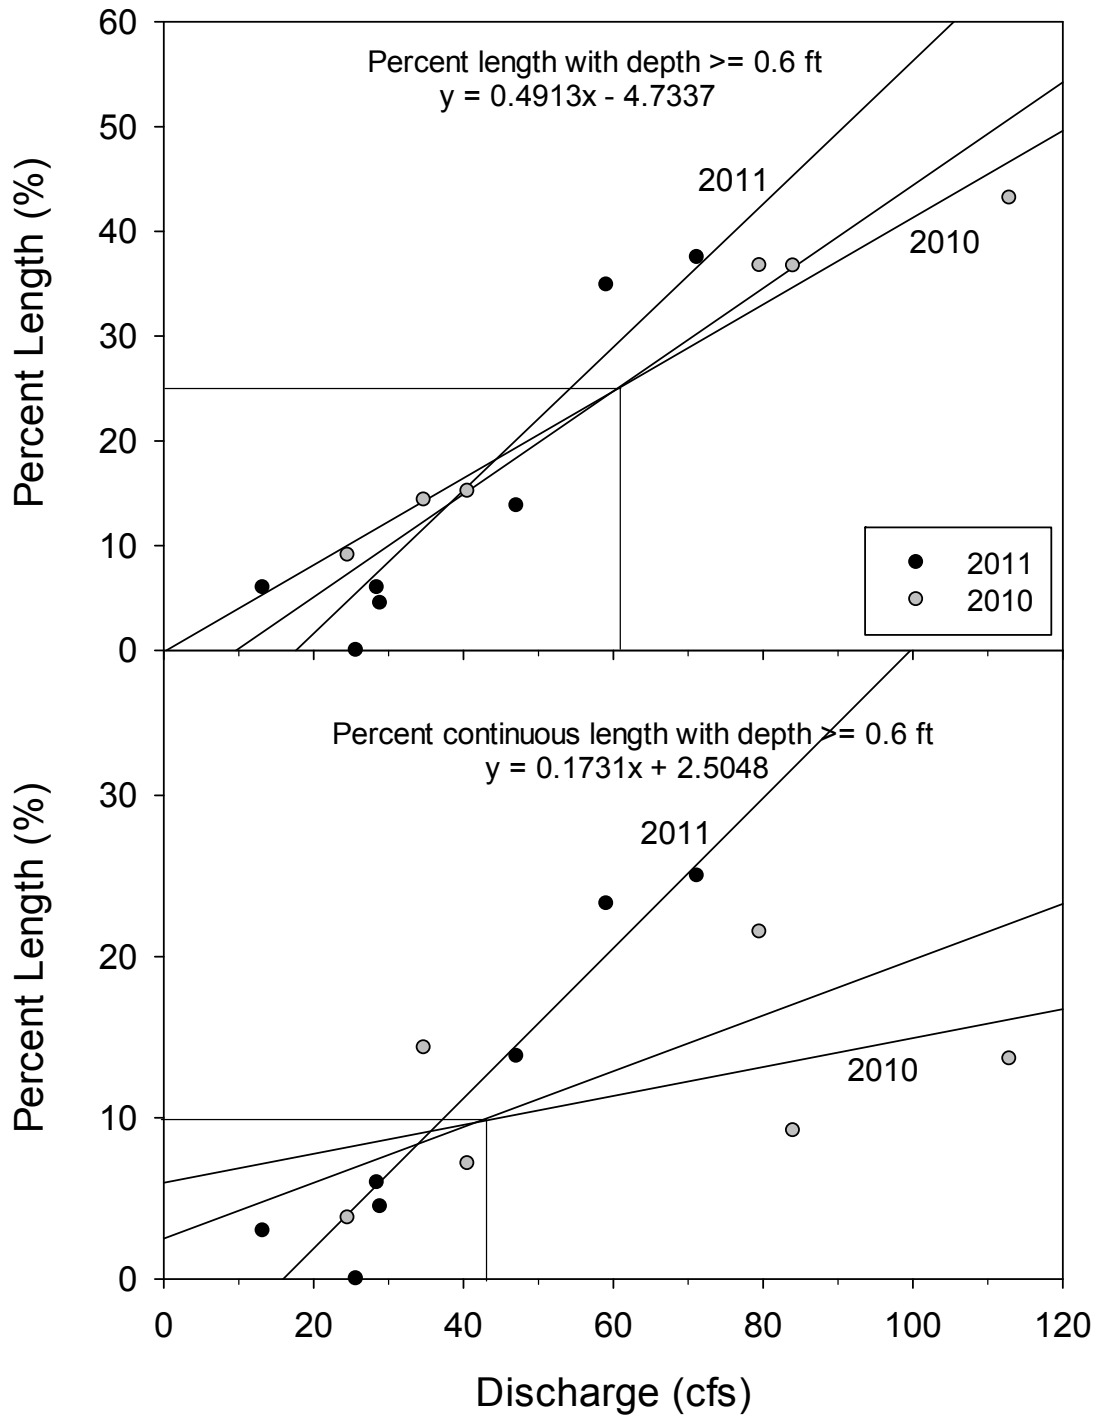 60
50
40
30
20
10
0
Percent Length (%)
Percent length with depth >= 0.6 ft
y = 0.4913x - 4.7337
2011
2010
2011
2010
30
20
10
0
Percent Length (%)
Percent continuous length with depth >= 0.6 ft
y = 0.1731x + 2.5048
2011
2010
0 20 40 60 80 100 120
Discharge (cfs)